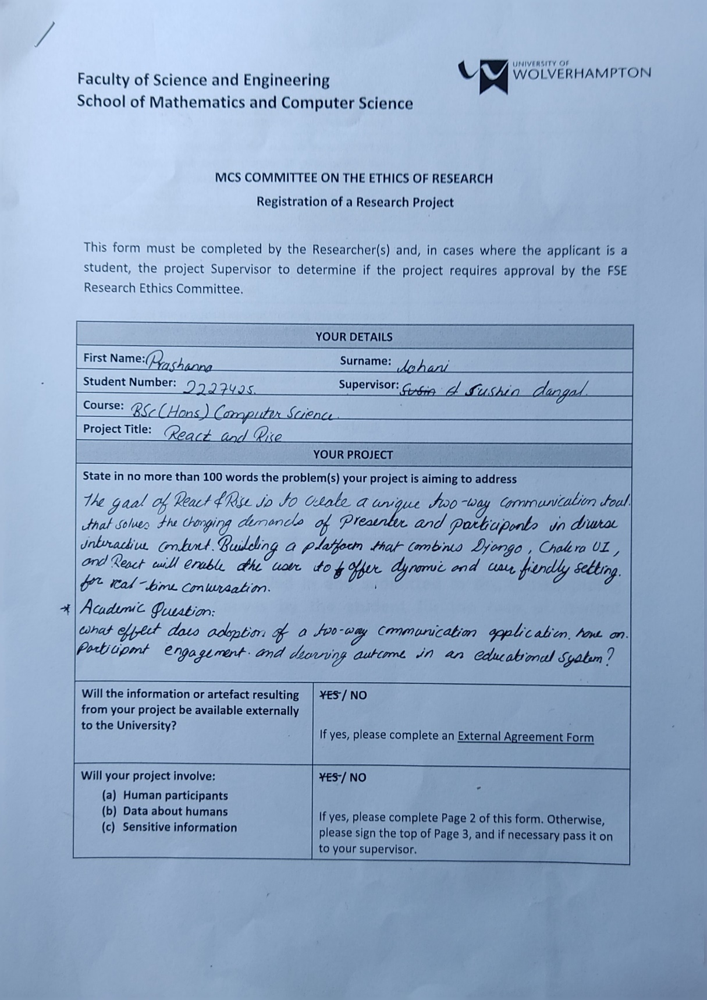 UNIVERSITY OF
WOLVERHAMPTON
Faculty of Science and Engineering
School of Mathematics and Computer Science
MCS COMMITTEE ON THE ETHICS OF RESEARCH
Registration of a Research Project
This form must be completed by the Researcher(s) and, in cases where the applicant is a
student, the project Supervisor to determine if the project requires approval by the FSE
Research Ethics Committee.
YOUR DETAILS
First Name: Prashanna Surname: Johani
Student Number: 2227425. Supervisor: Susin Sushin dangal.
Course: BSc(Hons) Computer Science.
Project Title: React and Rise
YOUR PROJECT
State in no more than 100 words the problem(s) your project is aiming to address
The goal of React & Rise is to create a unique two-way communication tool.
that solves the changing demands of Presenter and participants in diverse
interactive content. Building a platform that combines Django, Chakra UI,
and React will enable the user to offer dynamic and user fiendly setting.
for real-time conversation.
* Academic Question:
what effect does adoption of a two-way communication application. have on.
Participant engagement. and learning outcome in an educational system?
Will the information or artefact resulting
from your project be available externally
to the University?
YES / NO
If yes, please complete an External Agreement Form
Will your project involve:
(a) Human participants
(b) Data about humans
(c) Sensitive information
YES / NO
If yes, please complete Page 2 of this form. Otherwise,
please sign the top of Page 3, and if necessary pass it on
to your supervisor.